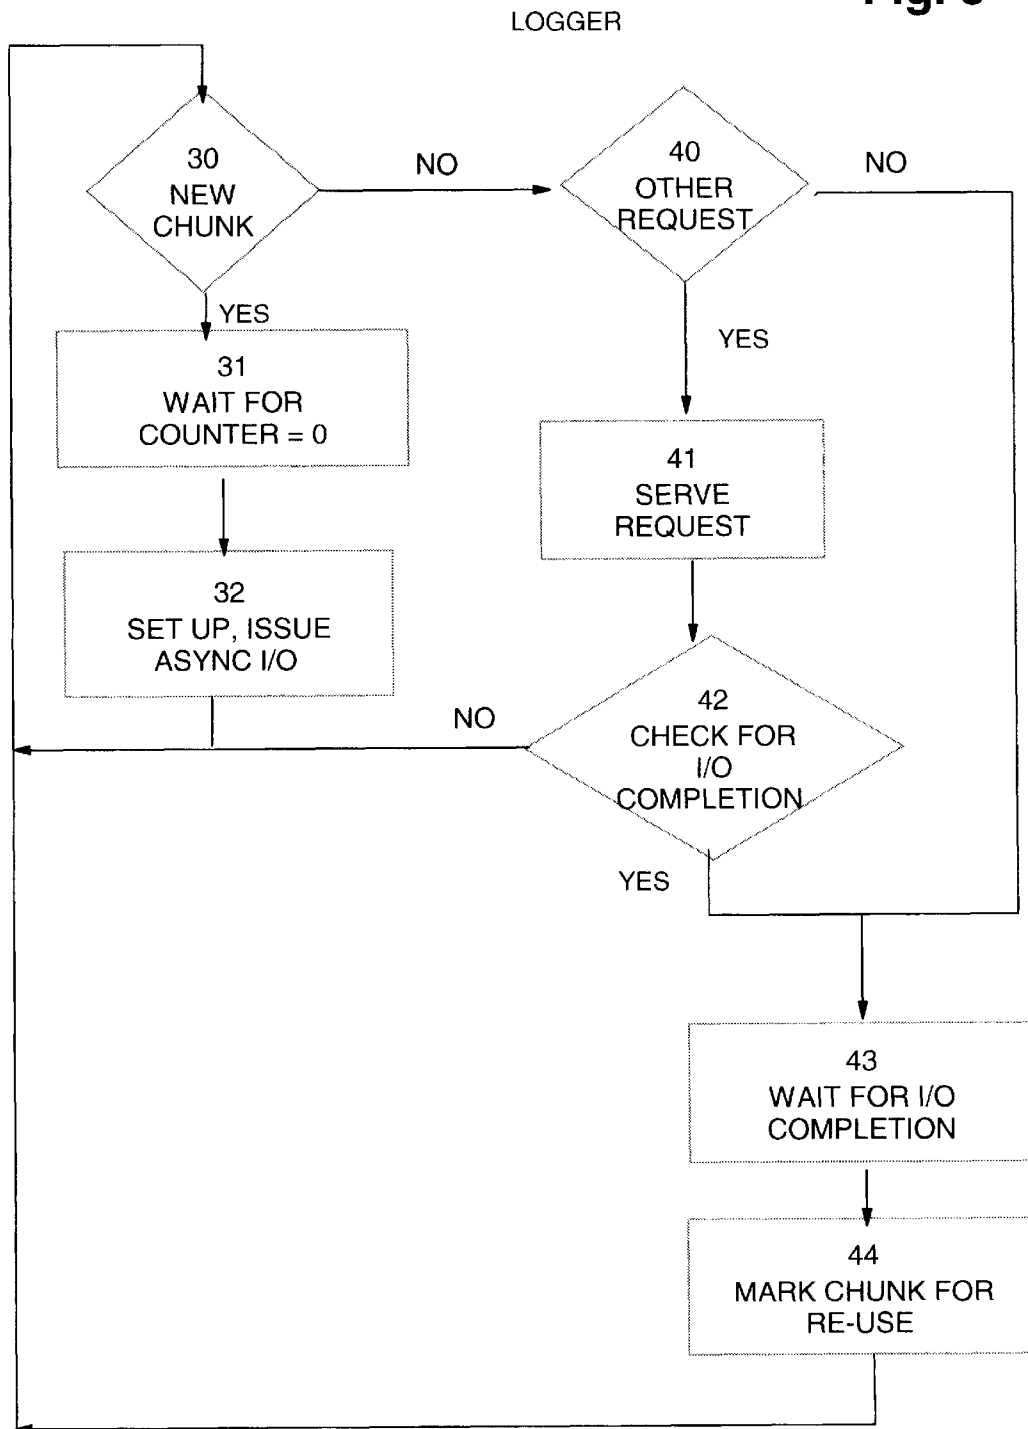 LOGGER
30
NEW
CHUNK
NO
40
OTHER
REQUEST
NO
YES
31
WAIT FOR
COUNTER = 0
YES
41
SERVE
REQUEST
32
SET UP, ISSUE
ASYNC I/O
NO
42
CHECK FOR
I/O
COMPLETION
YES
43
WAIT FOR I/O
COMPLETION
44
MARK CHUNK FOR
RE-USE